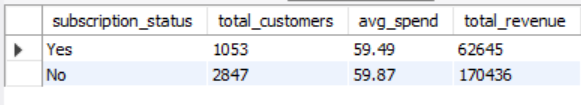 subscription_status total_customers avg_spend total_revenue
Yes 1053 59.49 62645
No 2847 59.87 170436